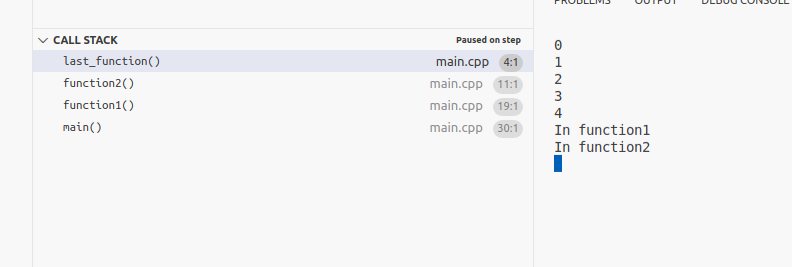 PROBLEMS OUTPUT DEBUG CONSOLE
CALL STACK Paused on step
last_function() main.cpp 4:1
function2() main.cpp 11:1
function1() main.cpp 19:1
main() main.cpp 30:1
0
1
2
3
4
In function1
In function2